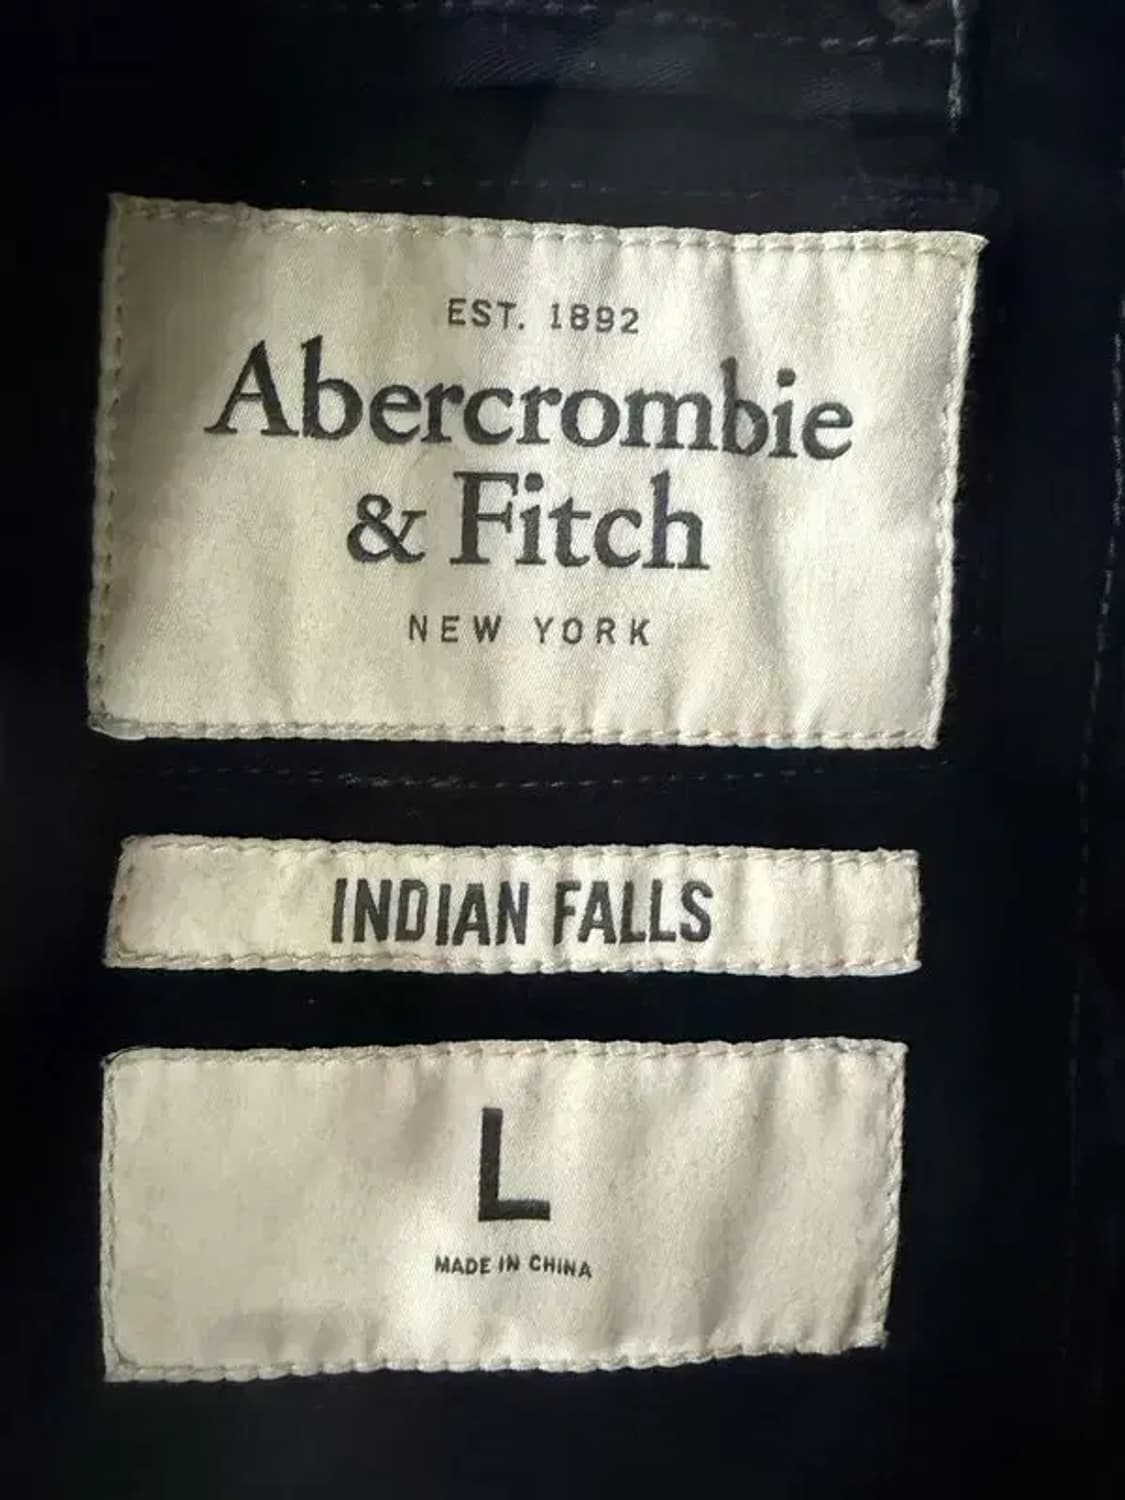 EST. 1892
Abercrombie
& Fitch
NEW YORK
INDIAN FALLS
L
MADE IN CHINA